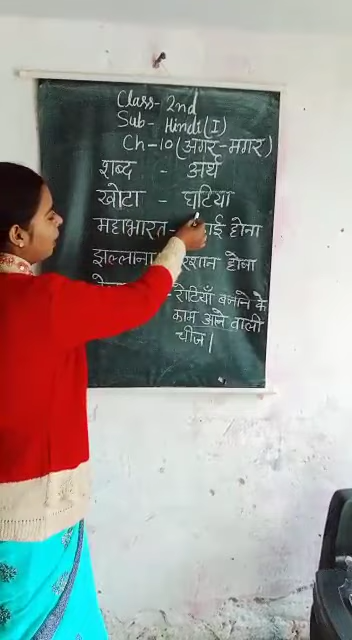 Class- 2nd
Sub- Hindi (I)
Ch-10 (अगर-मगर)
शब्द - अर्थ
खोटा - घटिया
महाभारत - होना
झल्लाना होना
- रोटियाँ बनाने के
काम आने वाली
चीज।